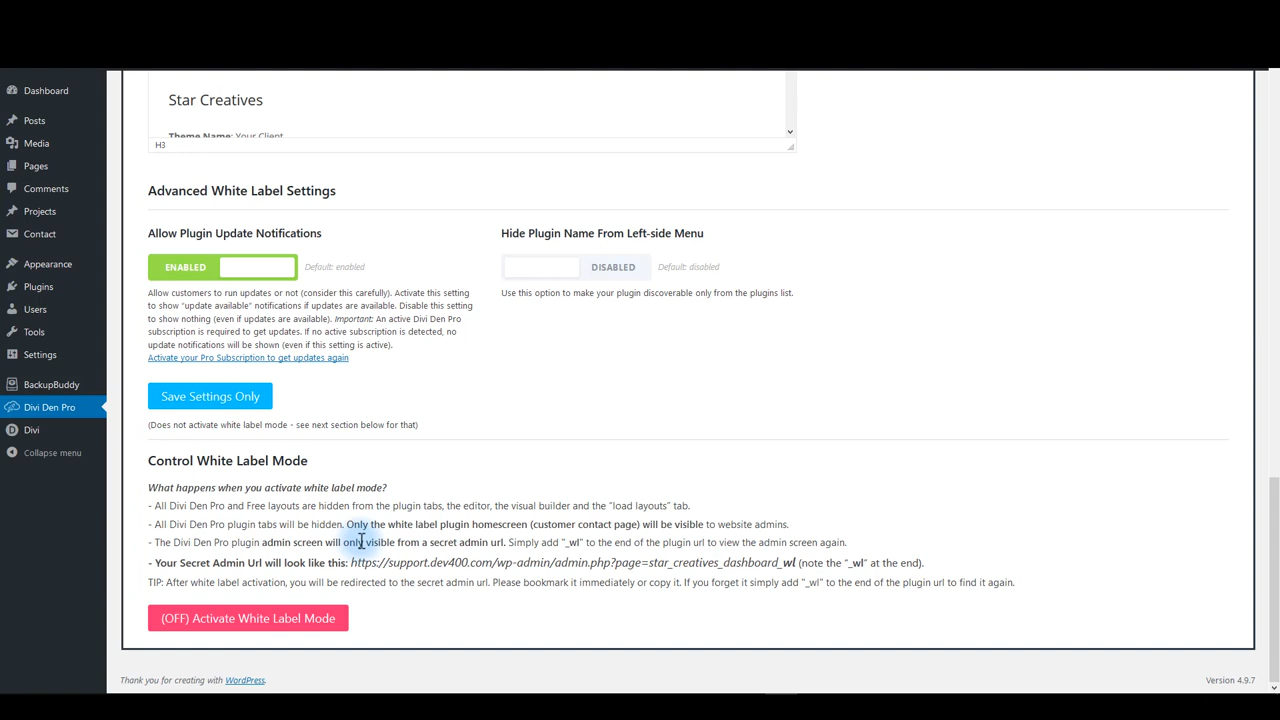 Dashboard
Posts
Media
Pages
Comments
Projects
Contact
Appearance
Plugins
Users
Tools
Settings
BackupBuddy
Divi Den Pro
Divi
Collapse menu
Star Creatives
Theme Name: Your Client
H3
Advanced White Label Settings
Allow Plugin Update Notifications
ENABLED
Default: enabled
Allow customers to run updates or not (consider this carefully). Activate this setting
to show "update available" notifications if updates are available. Disable this setting
to show nothing (even if updates are available). Important: An active Divi Den Pro
subscription is required to get updates. If no active subscription is detected, no
update notifications will be shown (even if this setting is active).
Activate your Pro Subscription to get updates again
Hide Plugin Name From Left-side Menu
DISABLED
Default: disabled
Use this option to make your plugin discoverable only from the plugins list.
Save Settings Only
(Does not activate white label mode - see next section below for that)
Control White Label Mode
What happens when you activate white label mode?
- All Divi Den Pro and Free layouts are hidden from the plugin tabs, the editor, the visual builder and the "load layouts" tab.
- All Divi Den Pro plugin tabs will be hidden. Only the white label plugin homescreen (customer contact page) will be visible to website admins.
- The Divi Den Pro plugin admin screen will only visible from a secret admin url. Simply add "_wl" to the end of the plugin url to view the admin screen again.
- Your Secret Admin Url will look like this: https://support.dev400.com/wp-admin/admin.php?page=star_creatives_dashboard_wl (note the "_wl" at the end).
TIP: After white label activation, you will be redirected to the secret admin url. Please bookmark it immediately or copy it. If you forget it simply add "_wl" to the end of the plugin url to find it again.
(OFF) Activate White Label Mode
Thank you for creating with WordPress.
Version 4.9.7